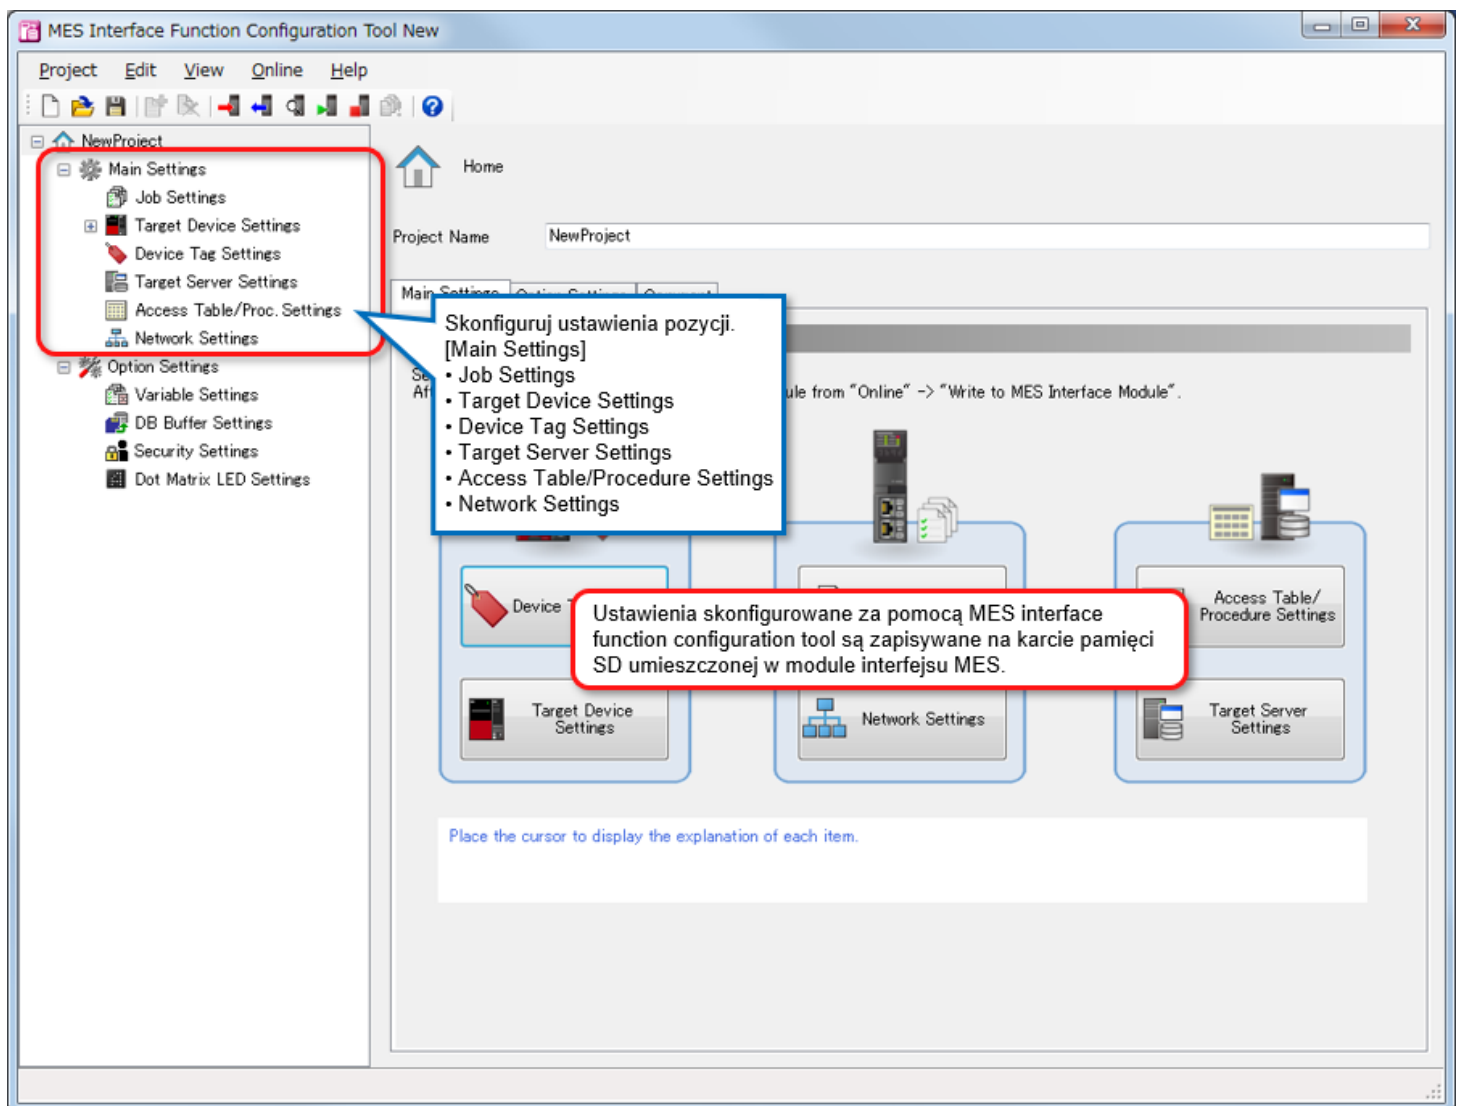 MES Interface Function Configuration Tool New
Project Edit View Online Help
NewProject
Main Settings
Job Settings
Target Device Settings
Device Tag Settings
Target Server Settings
Access Table/Proc. Settings
Network Settings
Option Settings
Variable Settings
DB Buffer Settings
Security Settings
Dot Matrix LED Settings
Home
Project Name NewProject
Main Settings Option Settings Comment
Skonfiguruj ustawienia pozycji.
[Main Settings]
• Job Settings
• Target Device Settings
• Device Tag Settings
• Target Server Settings
• Access Table/Procedure Settings
• Network Settings
from "Online" -> "Write to MES Interface Module".
Device
Ustawienia skonfigurowane za pomocą MES interface
function configuration tool są zapisywane na karcie pamięci
SD umieszczonej w module interfejsu MES.
Access Table/
Procedure Settings
Target Device
Settings
Network Settings
Target Server
Settings
Place the cursor to display the explanation of each item.